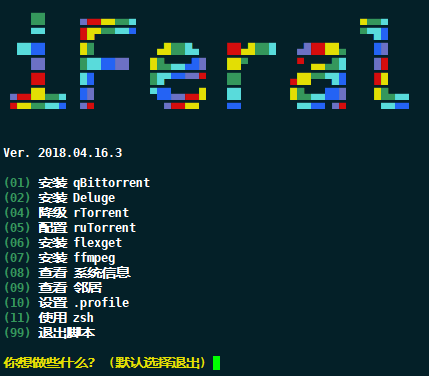 iFeral
Ver. 2018.04.16.3
(01) 安装 qBittorrent
(02) 安装 Deluge
(04) 降级 rTorrent
(05) 配置 ruTorrent
(06) 安装 flexget
(07) 安装 ffmpeg
(08) 查看 系统信息
(09) 查看 邻居
(10) 设置 .profile
(11) 使用 zsh
(99) 退出脚本
你想做些什么? (默认选择退出)